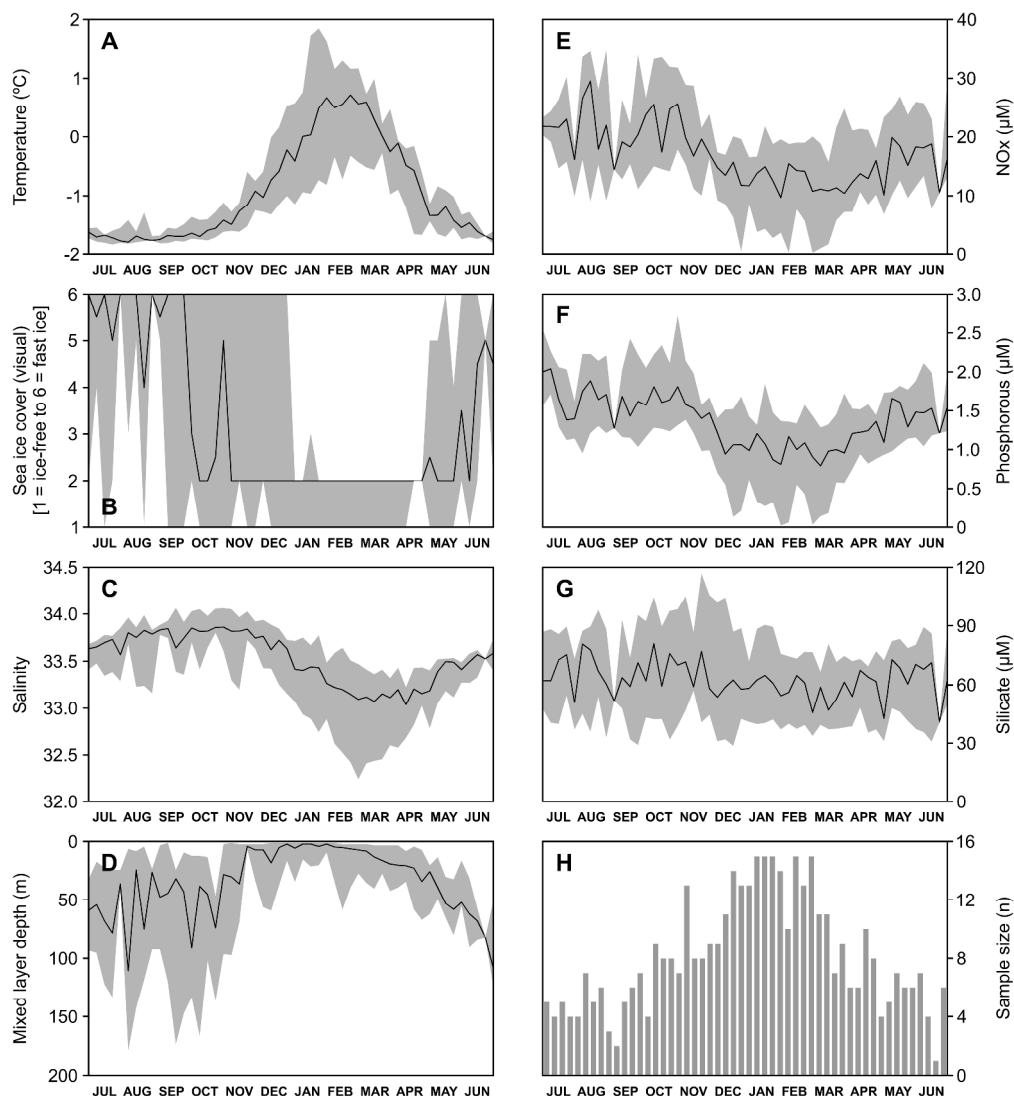 A
Temperature (ºC)
2
1
0
-1
-2
JUL AUG SEP OCT NOV DEC JAN FEB MAR APR MAY JUN
E
NOx (µM)
40
30
20
10
0
JUL AUG SEP OCT NOV DEC JAN FEB MAR APR MAY JUN
B
Sea ice cover (visual)
[1 = ice-free to 6 = fast ice]
6
5
4
3
2
1
JUL AUG SEP OCT NOV DEC JAN FEB MAR APR MAY JUN
F
Phosphorous (µM)
3.0
2.5
2.0
1.5
1.0
0.5
0
JUL AUG SEP OCT NOV DEC JAN FEB MAR APR MAY JUN
C
Salinity
34.5
34.0
33.5
33.0
32.5
32.0
JUL AUG SEP OCT NOV DEC JAN FEB MAR APR MAY JUN
G
Silicate (µM)
120
90
60
30
0
JUL AUG SEP OCT NOV DEC JAN FEB MAR APR MAY JUN
D
Mixed layer depth (m)
0
50
100
150
200
JUL AUG SEP OCT NOV DEC JAN FEB MAR APR MAY JUN
H
Sample size (n)
16
12
8
4
0
JUL AUG SEP OCT NOV DEC JAN FEB MAR APR MAY JUN